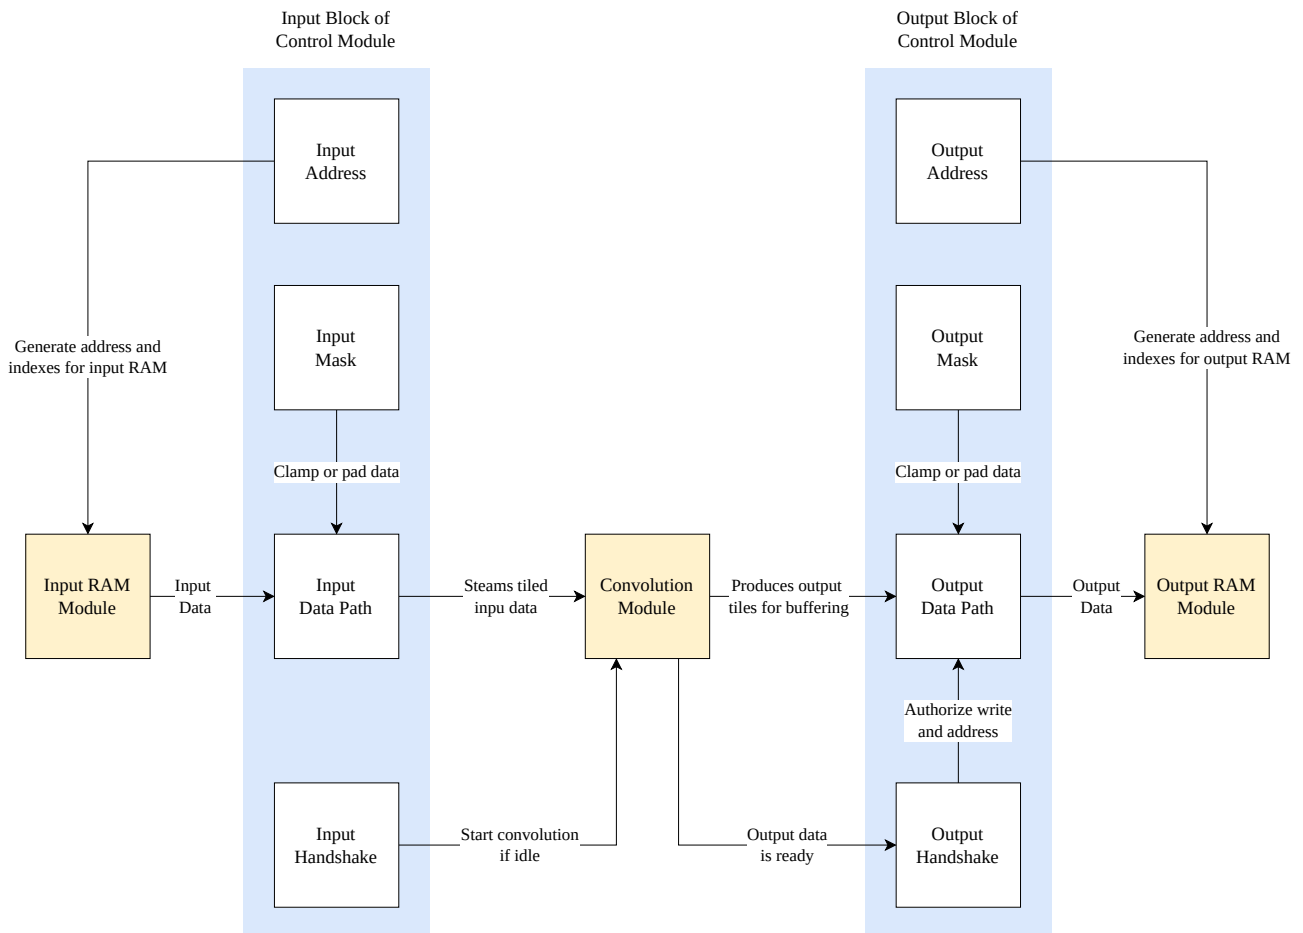 Input Block of
Control Module
Output Block of
Control Module
Input
Address
Output
Address
Generate address and
indexes for input RAM
Input
Mask
Output
Mask
Generate address and
indexes for output RAM
Clamp or pad data
Clamp or pad data
Input RAM
Module
Input
Data
Input
Data Path
Steams tiled
inpu data
Convolution
Module
Produces output
tiles for buffering
Output
Data Path
Output
Data
Output RAM
Module
Authorize write
and address
Input
Handshake
Start convolution
if idle
Output data
is ready
Output
Handshake